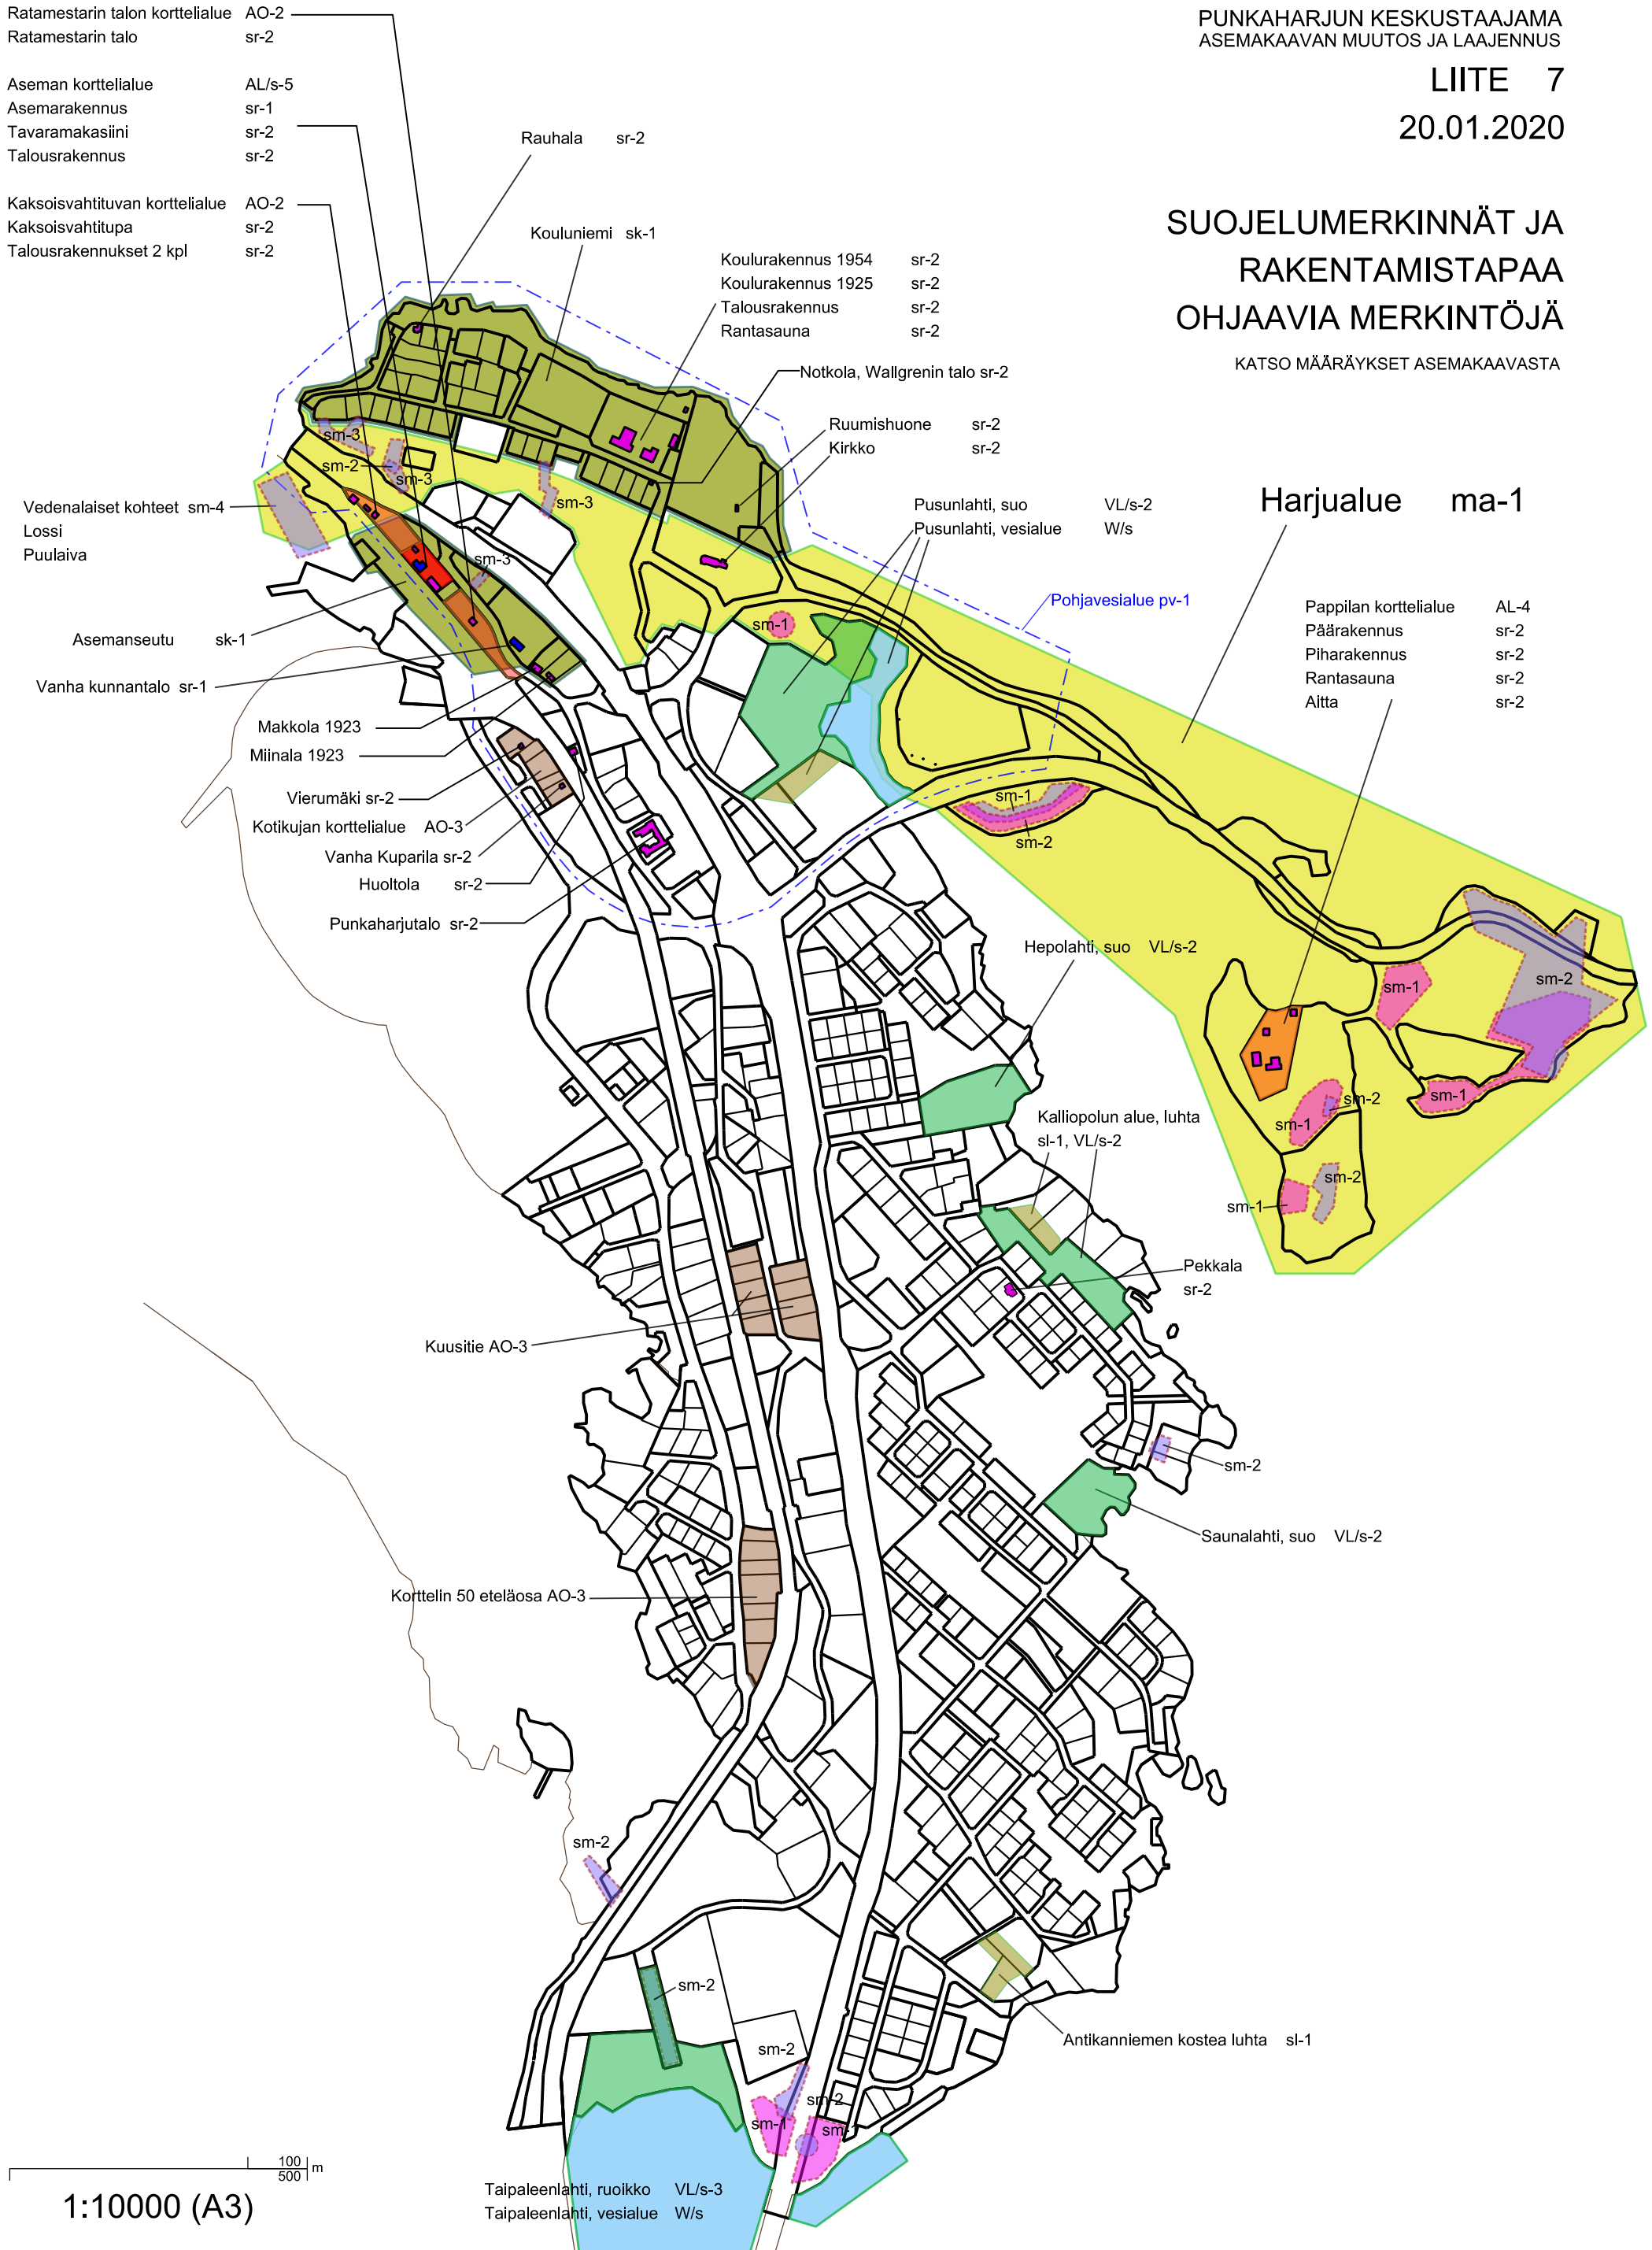 Ratamestarin talon korttelialue AO-2
Ratamestarin talo sr-2
Aseman korttelialue AL/s-5
Asemarakennus sr-1
Tavaramakasiini sr-2
Talousrakennus sr-2
Kaksoisvahtituvan korttelialue AO-2
Kaksoisvahtitupa sr-2
Talousrakennukset 2 kpl sr-2
PUNKAHARJUN KESKUSTAAJAMA
ASEMAKAAVAN MUUTOS JA LAAJENNUS
LIITE 7
20.01.2020
SUOJELUMERKINNÄT JA
RAKENTAMISTAPAA
OHJAAVIA MERKINTÖJÄ
KATSO MÄÄRÄYKSET ASEMAKAAVASTA
Rauhala sr-2
Kouluniemi sk-1
Koulurakennus 1954 sr-2
Koulurakennus 1925 sr-2
Talousrakennus sr-2
Rantasauna sr-2
Notkola, Wallgrenin talo sr-2
Ruumishuone sr-2
Kirkko sr-2
sm-3
sm-2
sm-3
sm-3
sm-3
Vedenalaiset kohteet sm-4
Lossi
Puulaiva
Pusunlahti, suo VL/s-2
Pusunlahti, vesialue W/s
Harjualue ma-1
Pohjavesialue pv-1
Pappilan korttelialue AL-4
Päärakennus sr-2
Piharakennus sr-2
Rantasauna sr-2
Aitta sr-2
sm-1
Asemanseutu sk-1
Vanha kunnantalo sr-1
Makkola 1923
Miinala 1923
Vierumäki sr-2
Kotikujan korttelialue AO-3
Vanha Kuparila sr-2
Huoltola sr-2
Punkaharjutalo sr-2
sm-1
sm-2
Hepolahti, suo VL/s-2
sm-1
sm-2
sm-1
sm-2
sm-1
sm-2
sm-1
Kalliopolun alue, luhta
sl-1, VL/s-2
Pekkala
sr-2
Kuusitie AO-3
sm-2
Saunalahti, suo VL/s-2
Korttelin 50 eteläosa AO-3
sm-2
sm-2
sm-2
Antikanniemen kostea luhta sl-1
sm-2
sm-1
sm-1
Taipaleenlahti, ruoikko VL/s-3
Taipaleenlahti, vesialue W/s
100
500 m
1:10000 (A3)